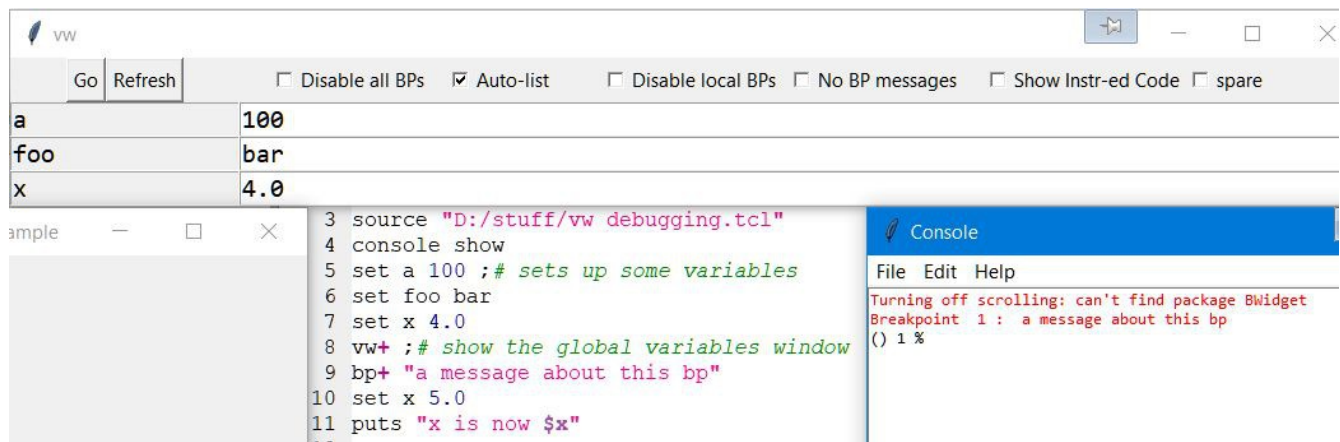 vw
Go Refresh Disable all BPs Auto-list Disable local BPs No BP messages Show Instr-ed Code spare
a 100
foo bar
x 4.0
ample
3 source "D:/stuff/vw debugging.tcl"
4 console show
5 set a 100 ;# sets up some variables
6 set foo bar
7 set x 4.0
8 vw+ ;# show the global variables window
9 bp+ "a message about this bp"
10 set x 5.0
11 puts "x is now $x"
Console
File Edit Help
Turning off scrolling: can't find package BWidget
Breakpoint 1 : a message about this bp
() 1 %